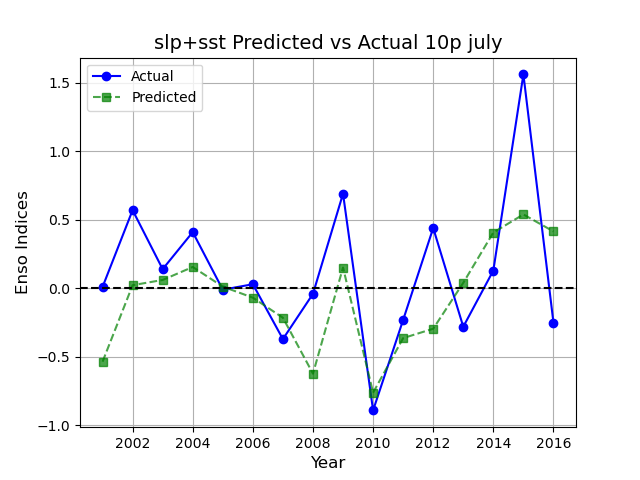 slp+sst Predicted vs Actual 10p july
Actual
Predicted
1.5
1.0
0.5
0.0
−0.5
−1.0
Enso Indices
2002 2004 2006 2008 2010 2012 2014 2016
Year